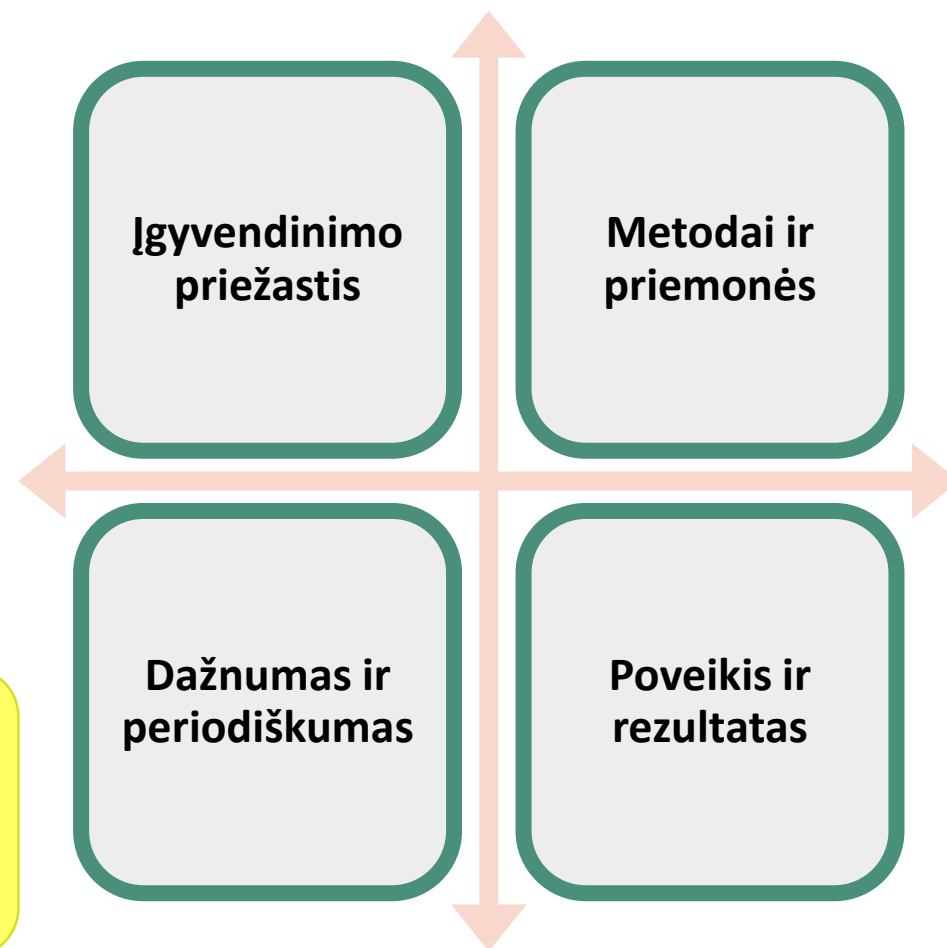 Įgyvendinimo
priežastis
Metodai ir
priemonės
Dažnumas ir
periodiškumas
Poveikis ir
rezultatas